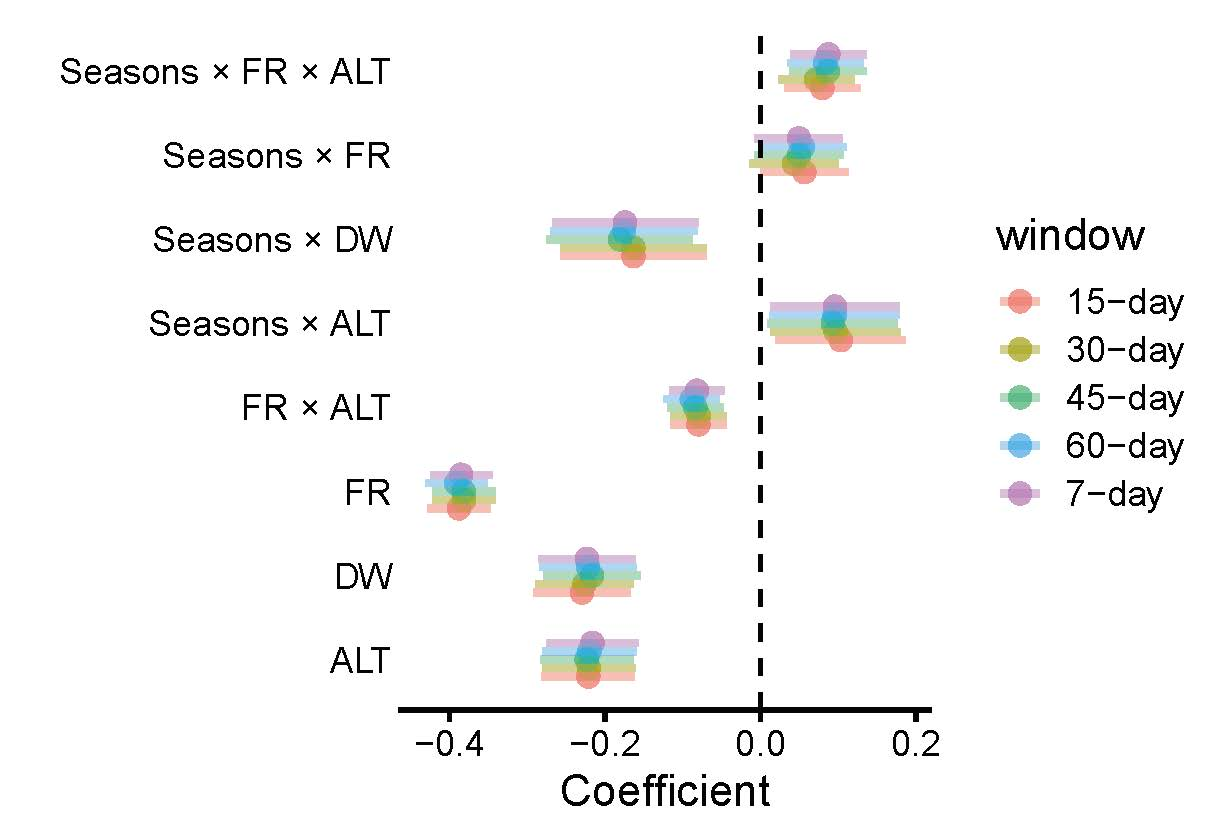 Seasons × FR × ALT
Seasons × FR
Seasons × DW
Seasons × ALT
FR × ALT
FR
DW
ALT
−0.4
−0.2
0.0
0.2
Coefficient
window
15−day
30−day
45−day
60−day
7−day